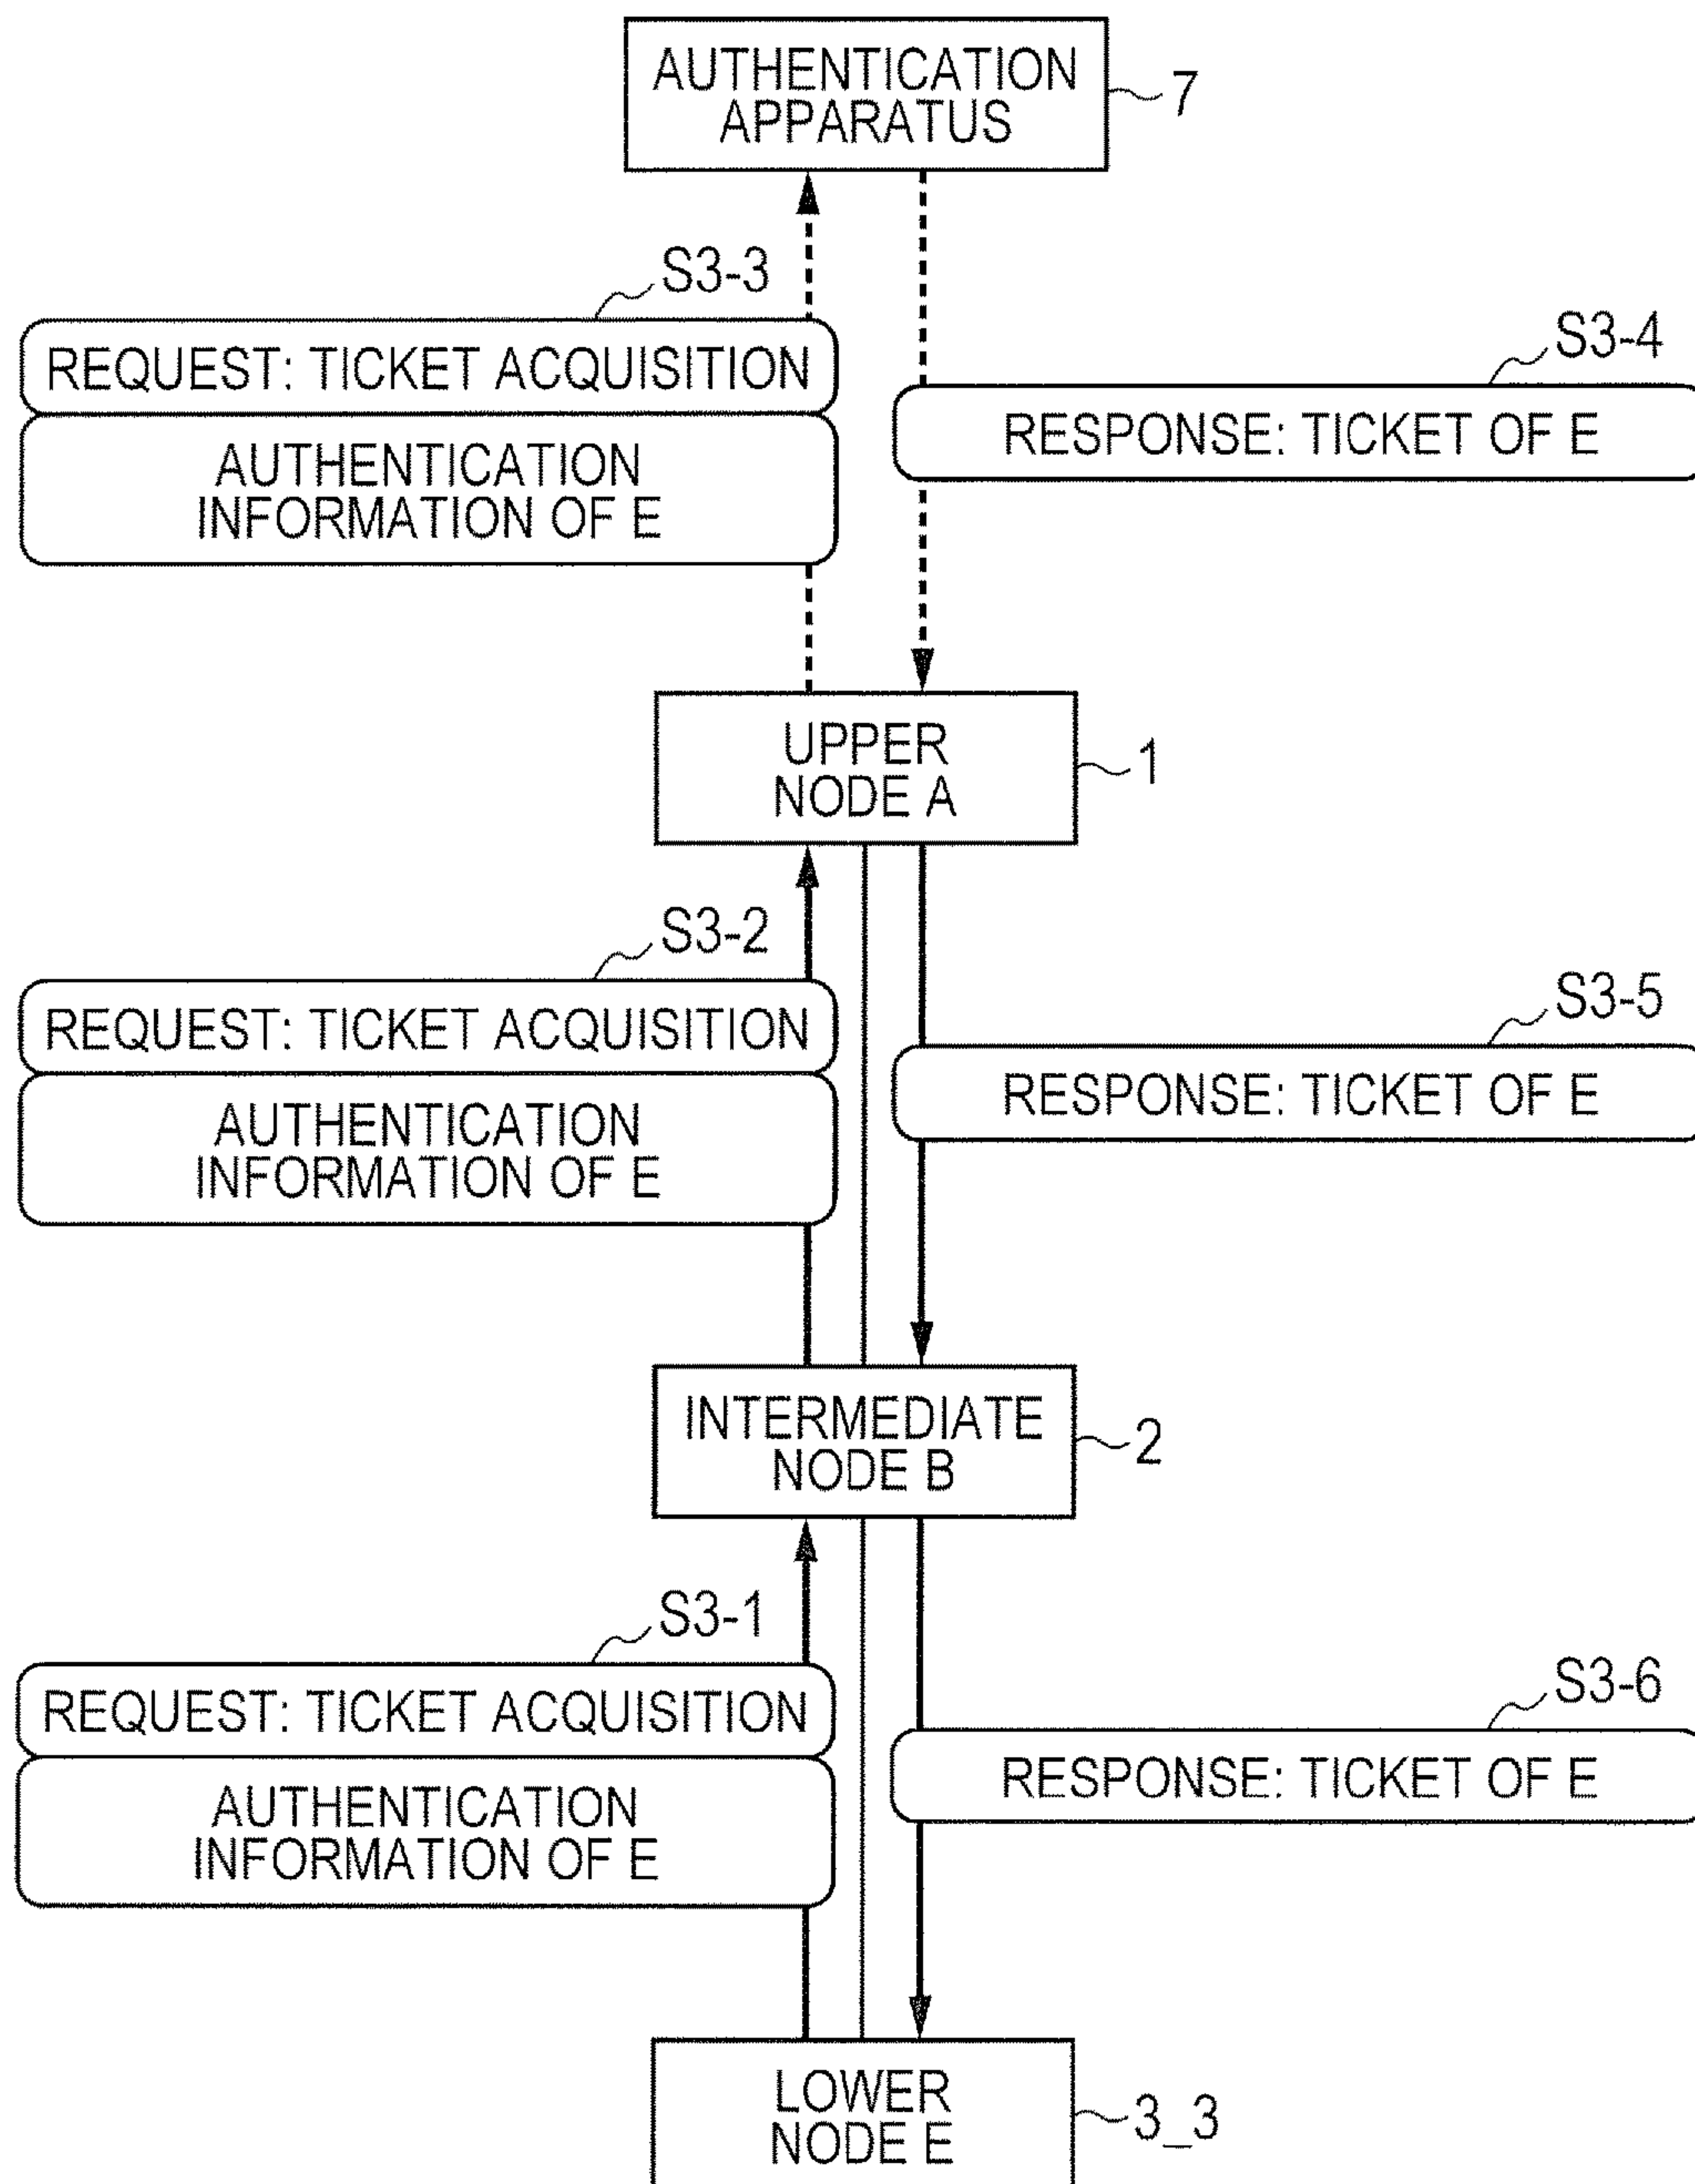 AUTHENTICATION
APPARATUS
7
S3-3
REQUEST: TICKET ACQUISITION
AUTHENTICATION
INFORMATION OF E
S3-4
RESPONSE: TICKET OF E
UPPER
NODE A
1
S3-2
REQUEST: TICKET ACQUISITION
AUTHENTICATION
INFORMATION OF E
S3-5
RESPONSE: TICKET OF E
INTERMEDIATE
NODE B
2
S3-1
REQUEST: TICKET ACQUISITION
AUTHENTICATION
INFORMATION OF E
S3-6
RESPONSE: TICKET OF E
LOWER
NODE E
3_3